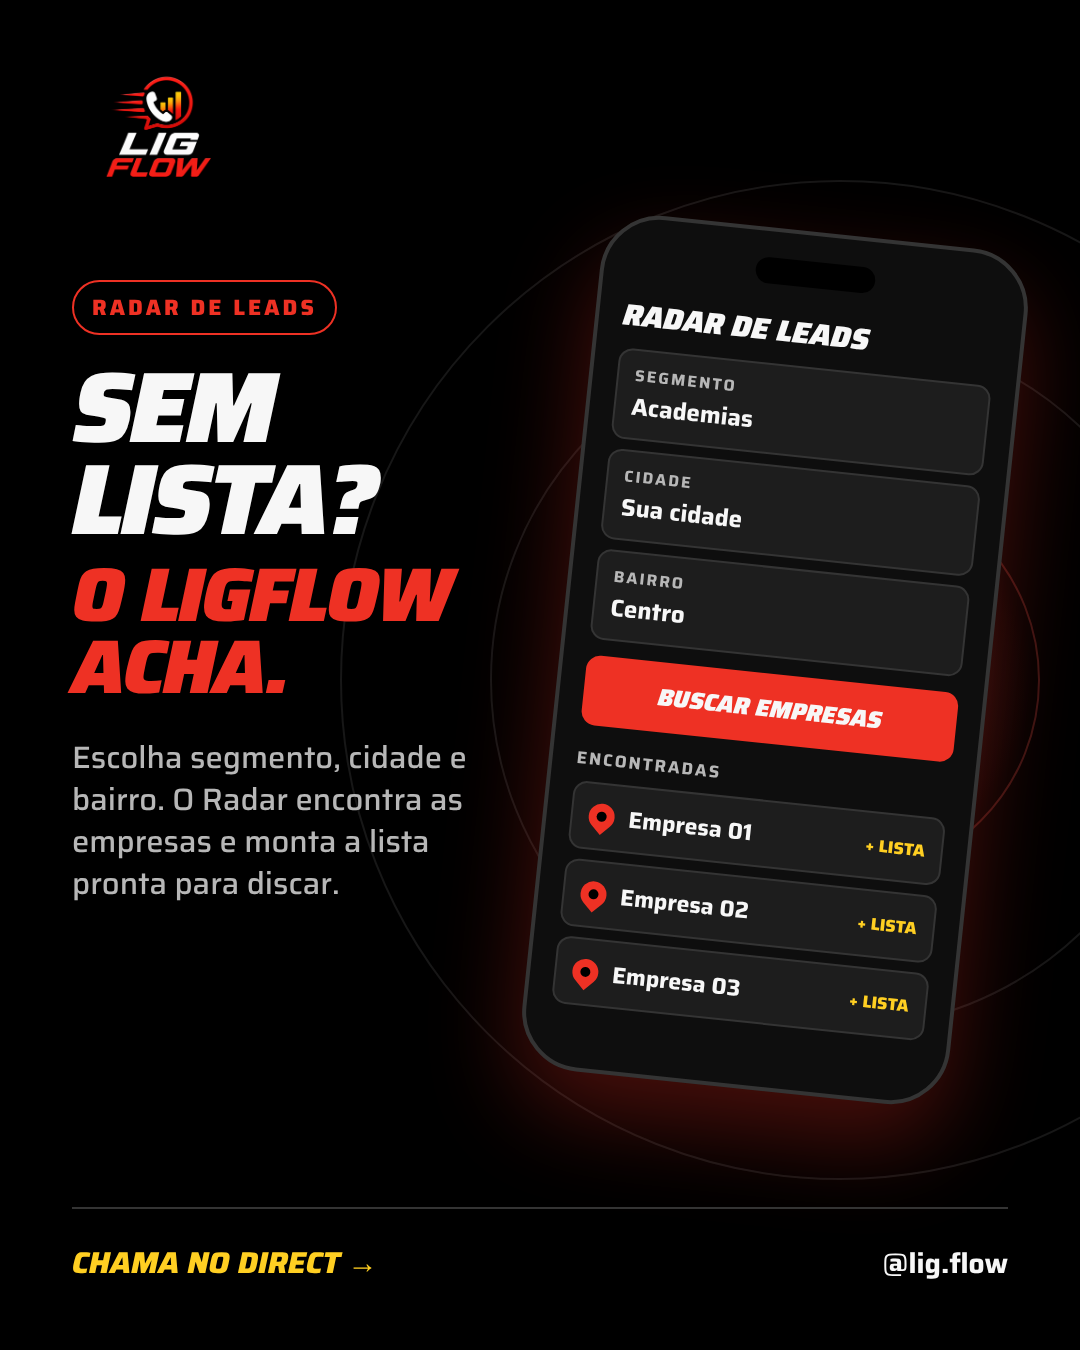 LIG
FLOW
RADAR DE LEADS
SEM
LISTA?
O LIGFLOW
ACHA.
Escolha segmento, cidade e
bairro. O Radar encontra as
empresas e monta a lista
pronta para discar.
RADAR DE LEADS
SEGMENTO
Academias
CIDADE
Sua cidade
BAIRRO
Centro
BUSCAR EMPRESAS
ENCONTRADAS
Empresa 01 + LISTA
Empresa 02 + LISTA
Empresa 03 + LISTA
CHAMA NO DIRECT →
@lig.flow